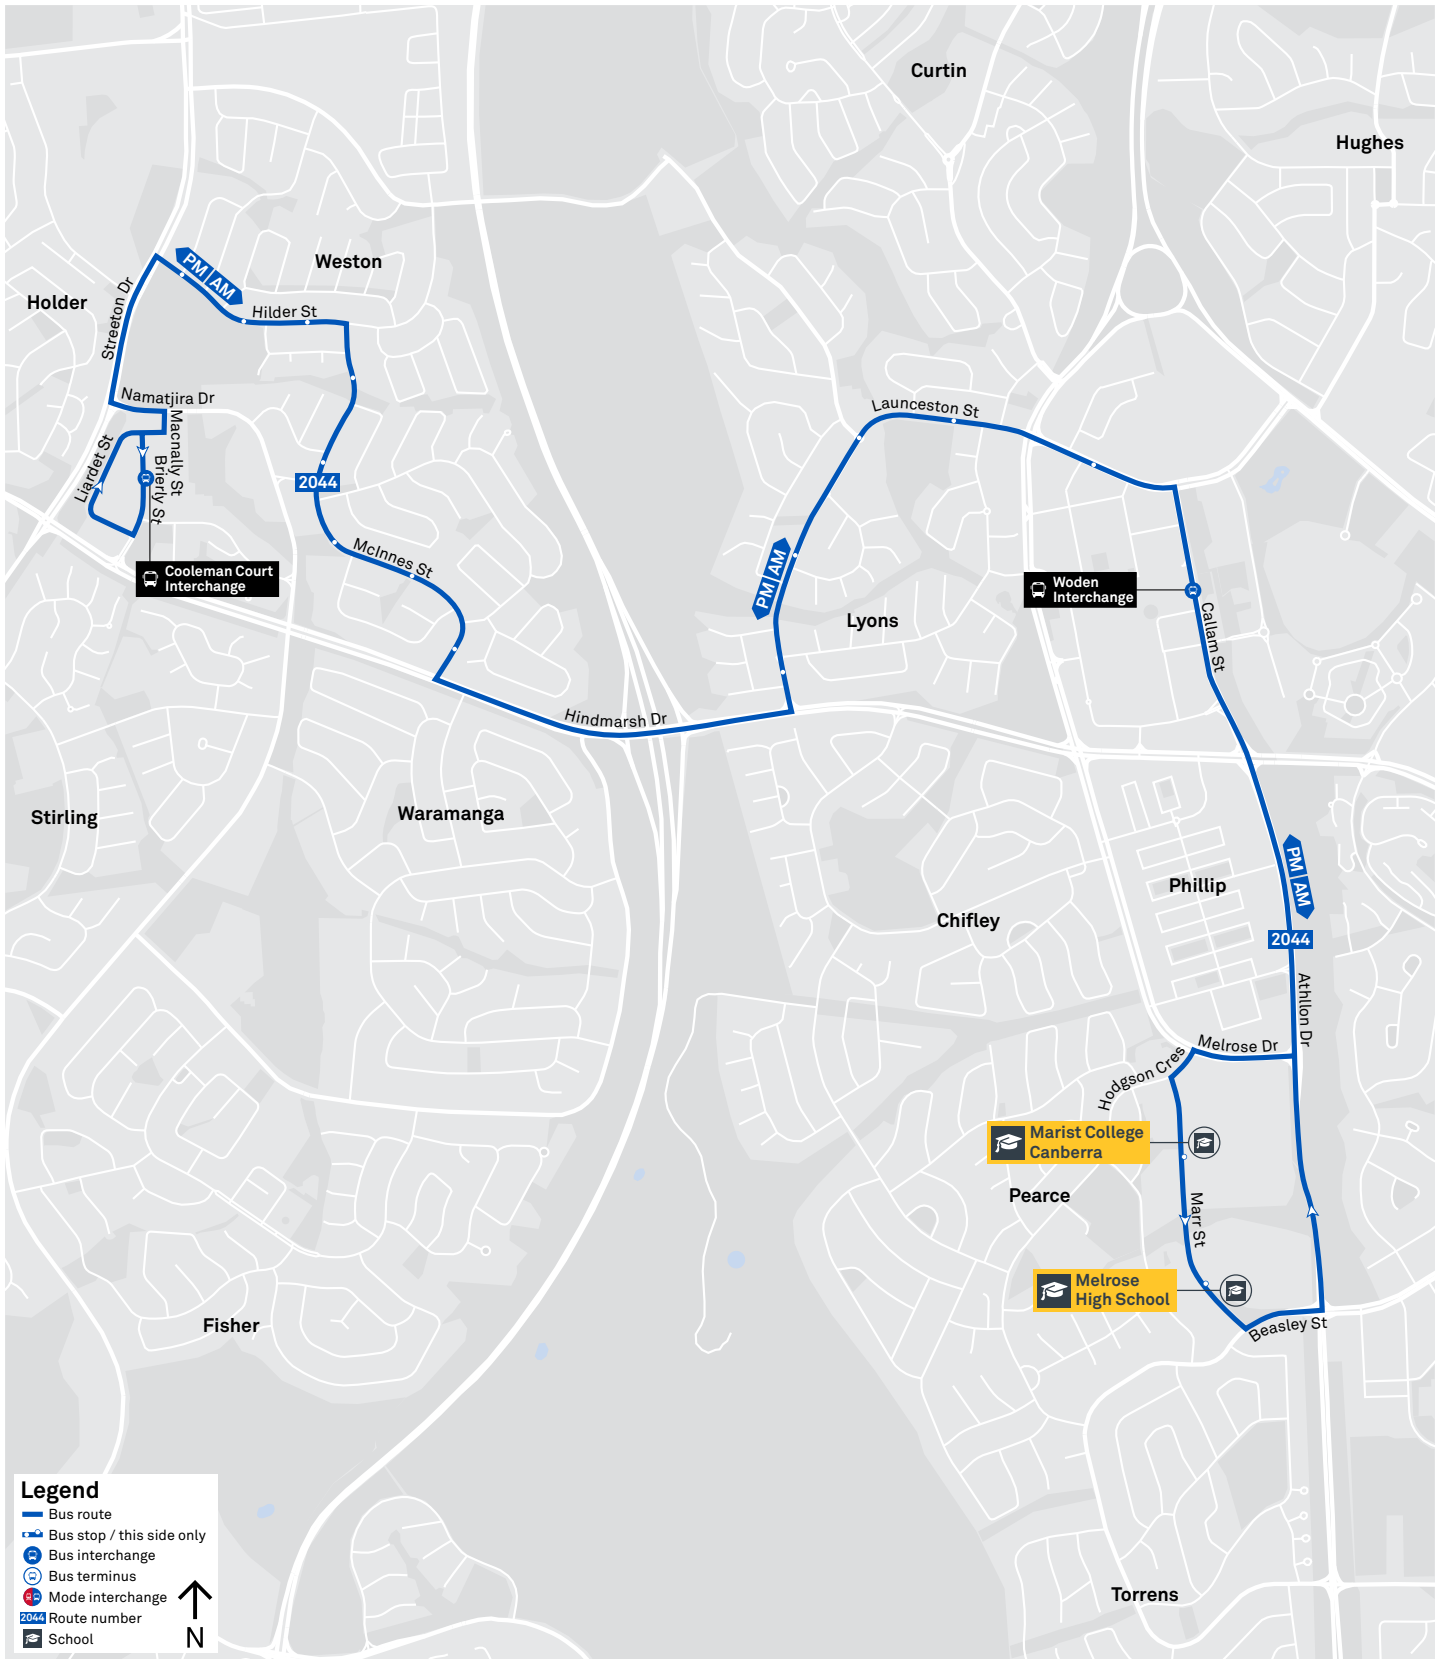 Curtin
Hughes
Weston
Holder
PM | AM
Hilder St
Streeton Dr
Namatjira Dr
Macnally St
Liardet St
Brierly St
2044
McInnes St
Cooleman Court
Interchange
Launceston St
PM | AM
Lyons
Woden
Interchange
Callam St
Hindmarsh Dr
Stirling
Waramanga
Phillip
PM | AM
Chifley
2044
Athllon Dr
Melrose Dr
Hodgson Cres
Marist College
Canberra
Pearce
Marr St
Melrose
High School
Beasley St
Fisher
Torrens
Legend
Bus route
Bus stop / this side only
Bus interchange
Bus terminus
Mode interchange
2044 Route number
School
N